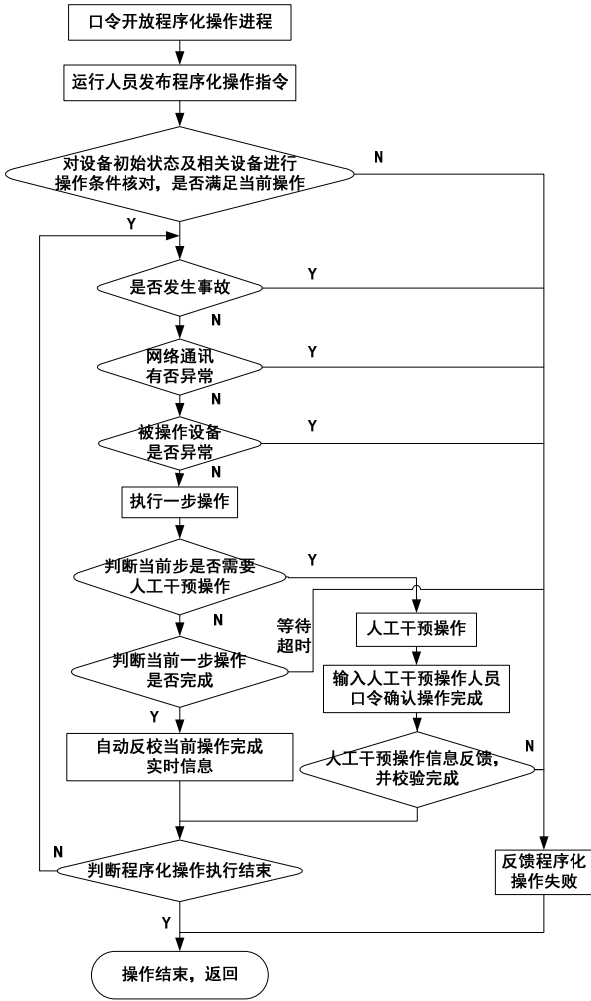 口令开放程序化操作进程
运行人员发布程序化操作指令
对设备初始状态及相关设备进行
操作条件核对，是否满足当前操作
N
Y
是否发生事故
Y
N
网络通讯
有否异常
Y
N
被操作设备
是否异常
Y
N
执行一步操作
判断当前步是否需要
人工干预操作
Y
N
等待
超时
人工干预操作
判断当前一步操作
是否完成
输入人工干预操作人员
口令确认操作完成
Y
自动反校当前操作完成
实时信息
人工干预操作信息反馈，
并校验完成
N
N
判断程序化操作执行结束
反馈程序化
操作失败
Y
操作结束，返回